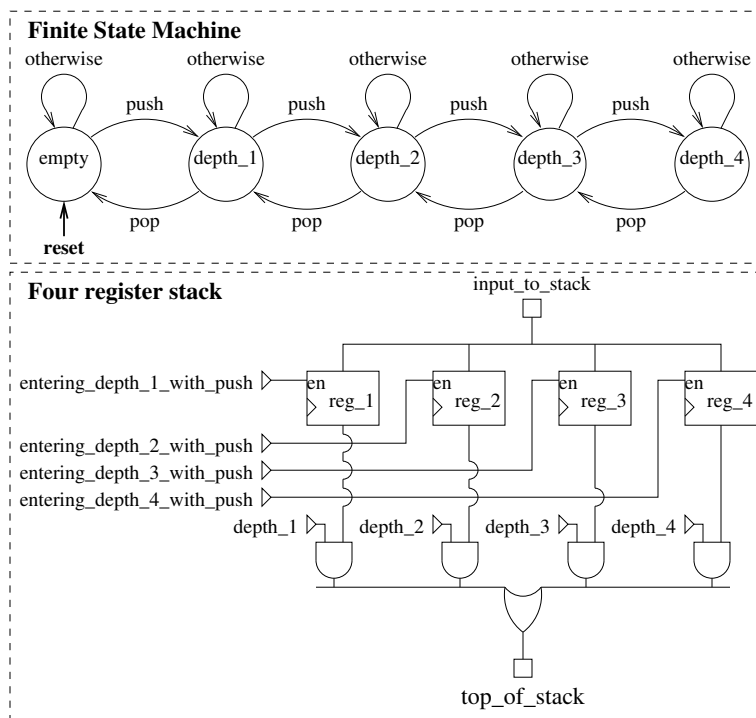 Finite State Machine
otherwise otherwise otherwise otherwise otherwise
push push push push
empty depth_1 depth_2 depth_3 depth_4
pop pop pop pop
reset
Four register stack
input_to_stack
entering_depth_1_with_push
en en en en
reg_1 reg_2 reg_3 reg_4
entering_depth_2_with_push
entering_depth_3_with_push
entering_depth_4_with_push
depth_1 depth_2 depth_3 depth_4
top_of_stack